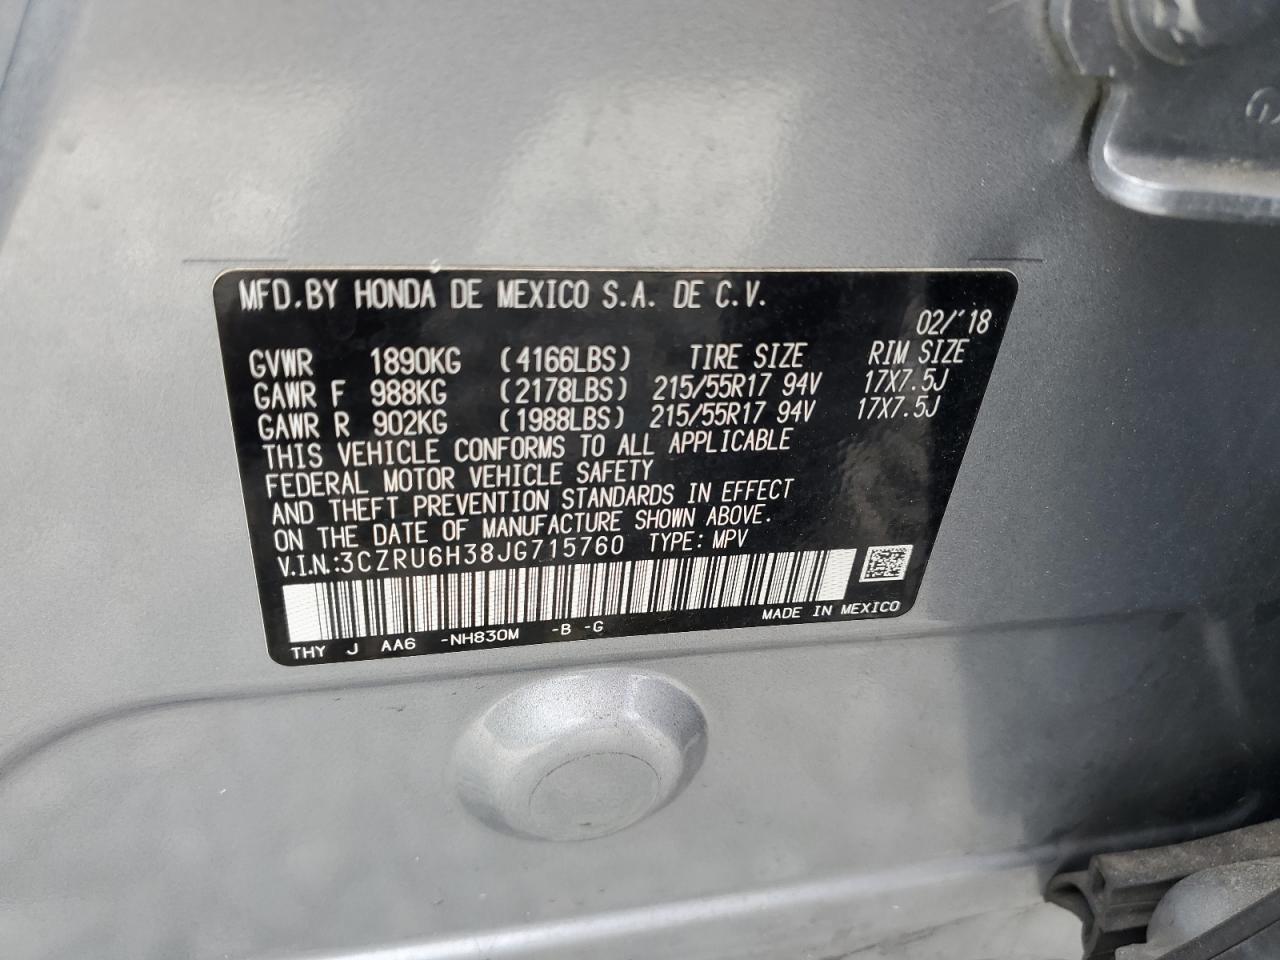 MFD.BY HONDA DE MEXICO S.A. DE C.V.
02/'18
GVWR 1890KG (4166LBS) TIRE SIZE RIM SIZE
GAWR F 988KG (2178LBS) 215/55R17 94V 17X7.5J
GAWR R 902KG (1988LBS) 215/55R17 94V 17X7.5J
THIS VEHICLE CONFORMS TO ALL APPLICABLE
FEDERAL MOTOR VEHICLE SAFETY
AND THEFT PREVENTION STANDARDS IN EFFECT
ON THE DATE OF MANUFACTURE SHOWN ABOVE.
V.I.N.:3CZRU6H38JG715760 TYPE: MPV
MADE IN MEXICO
THY J AA6 -NH830M -B -G